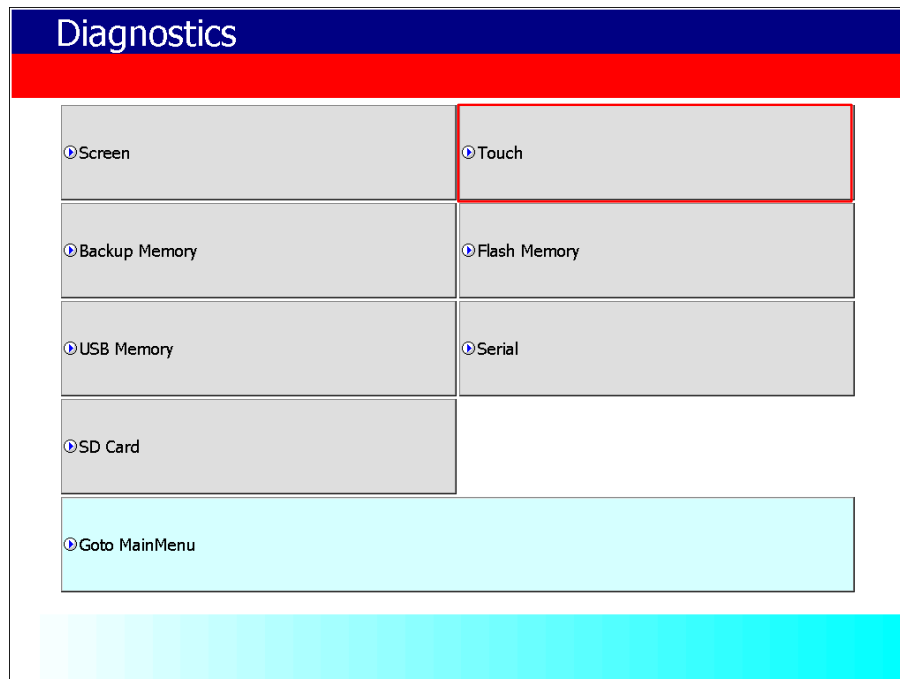 Diagnostics
Screen
Touch
Backup Memory
Flash Memory
USB Memory
Serial
SD Card
Goto MainMenu